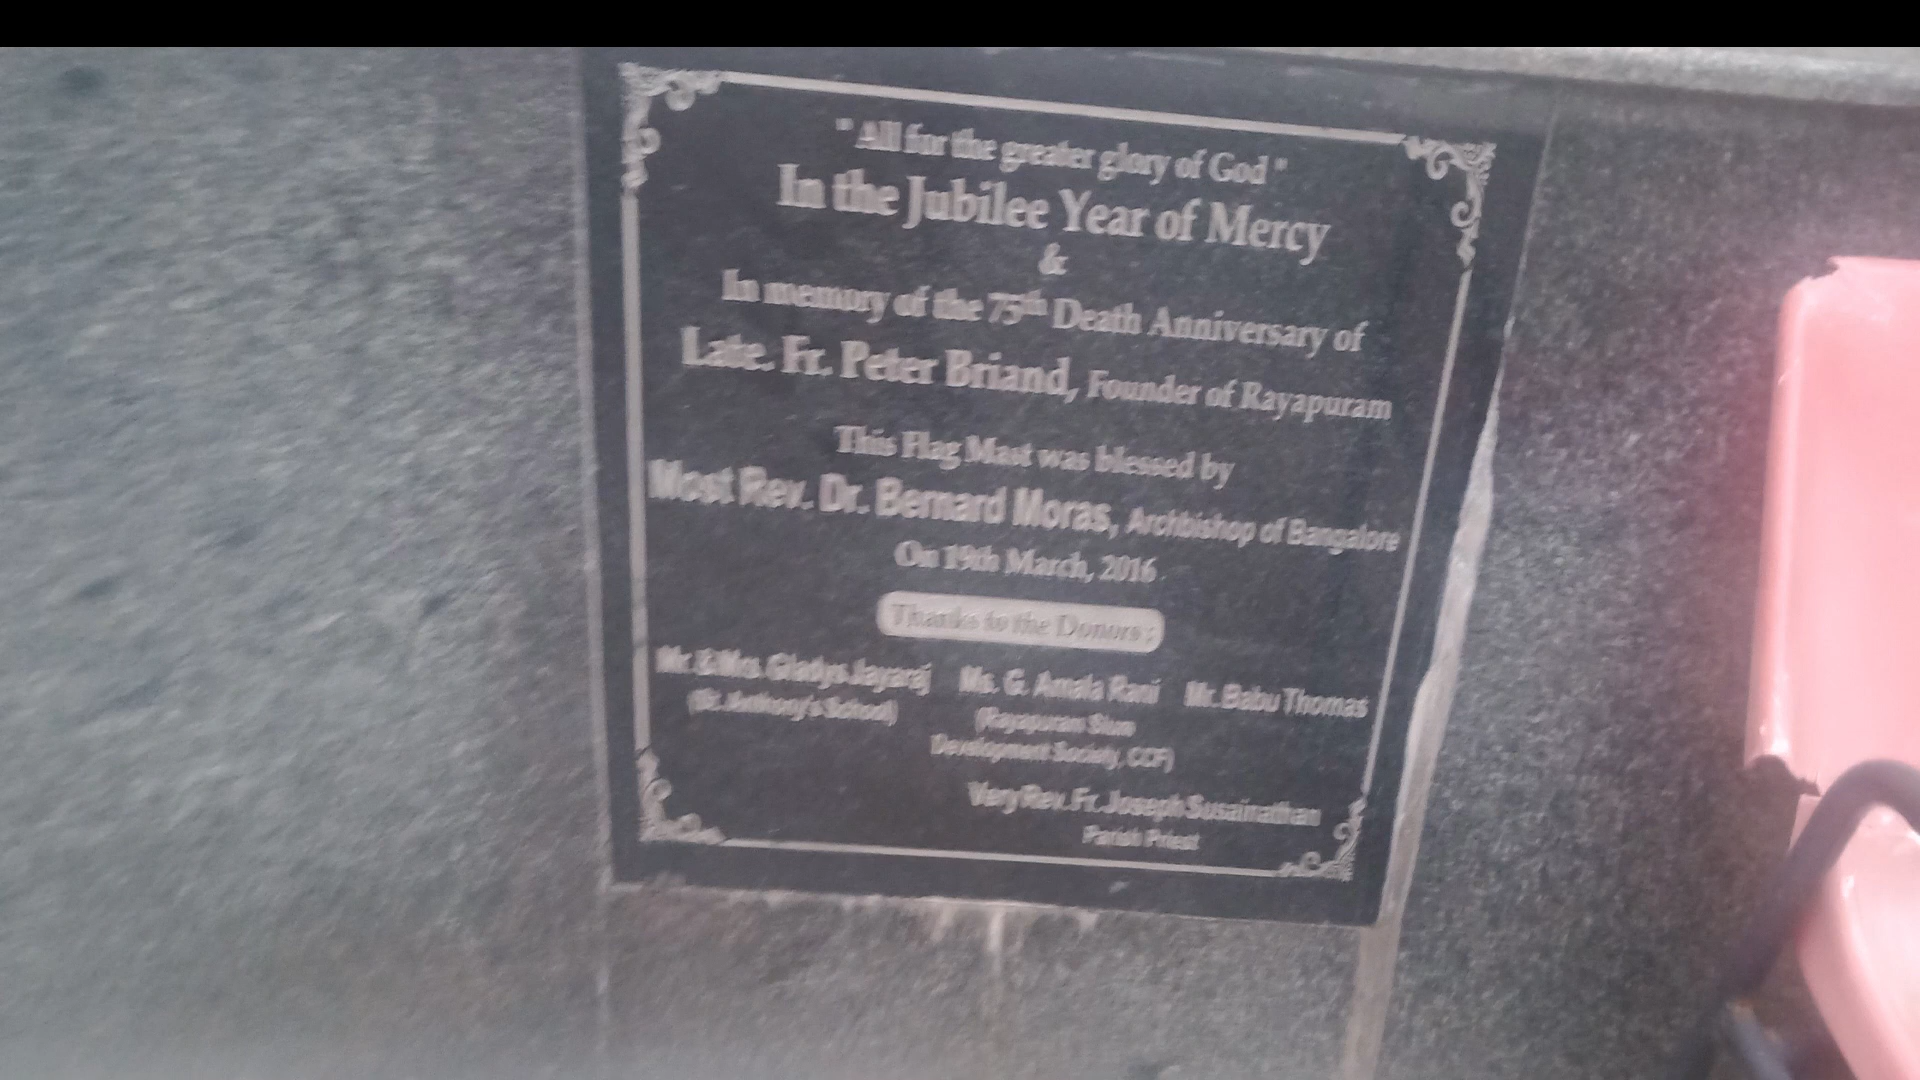 " All for the greater glory of God "
In the Jubilee Year of Mercy
&
In memory of the 75th Death Anniversary of
Late. Fr. Peter Briand, Founder of Rayapuram
This Flag Mast was blessed by
Most Rev. Dr. Bernard Moras, Archbishop of Bangalore
On 19th March, 2016
Thanks to the Donors :
Mr. & Mrs. Gladys Jayaraj Ms. G. Amala Rani Mr. Babu Thomas
(St. Anthony's School) (Rayapuram Slum
Development Society, CCF)
Very Rev. Fr. Joseph Susainathan
Parish Priest